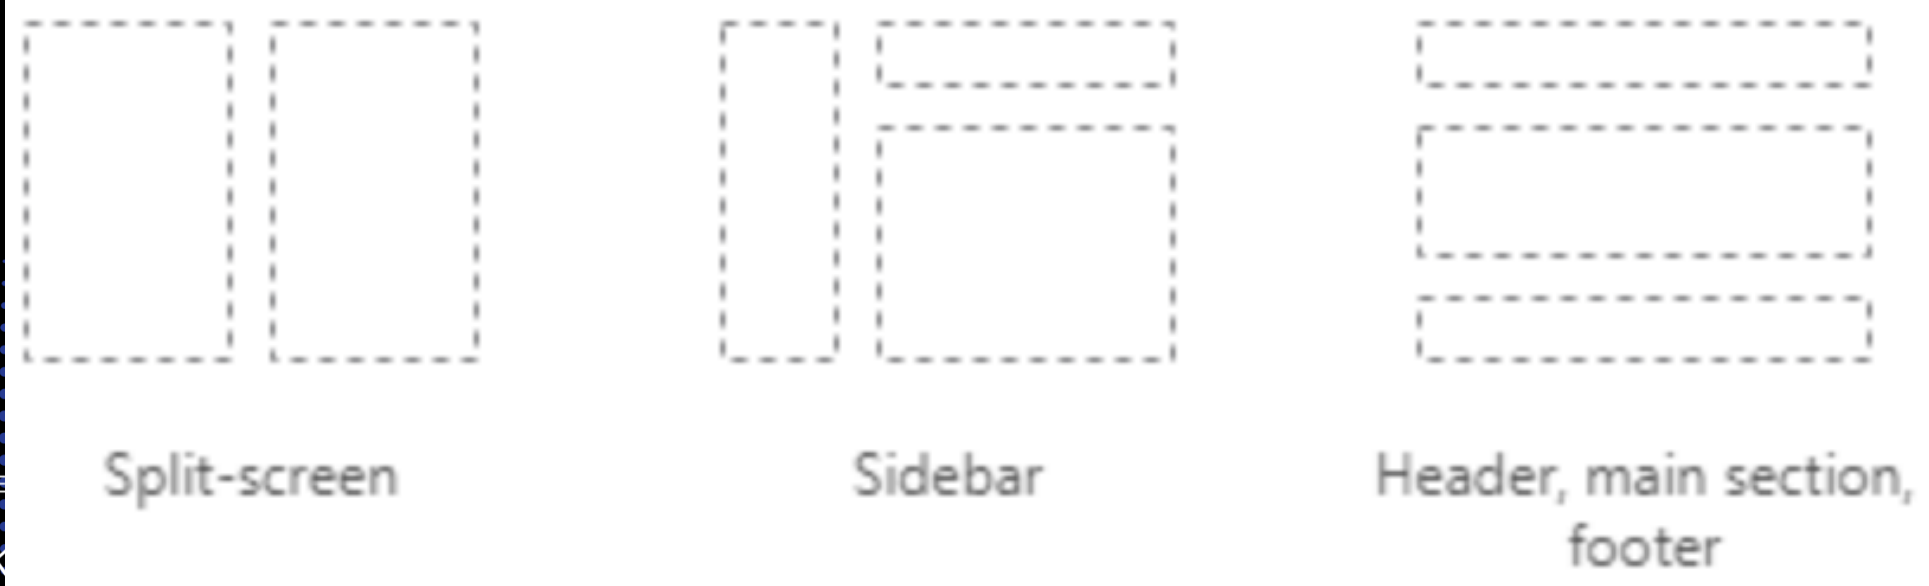 Split-screen
Sidebar
Header, main section,
footer